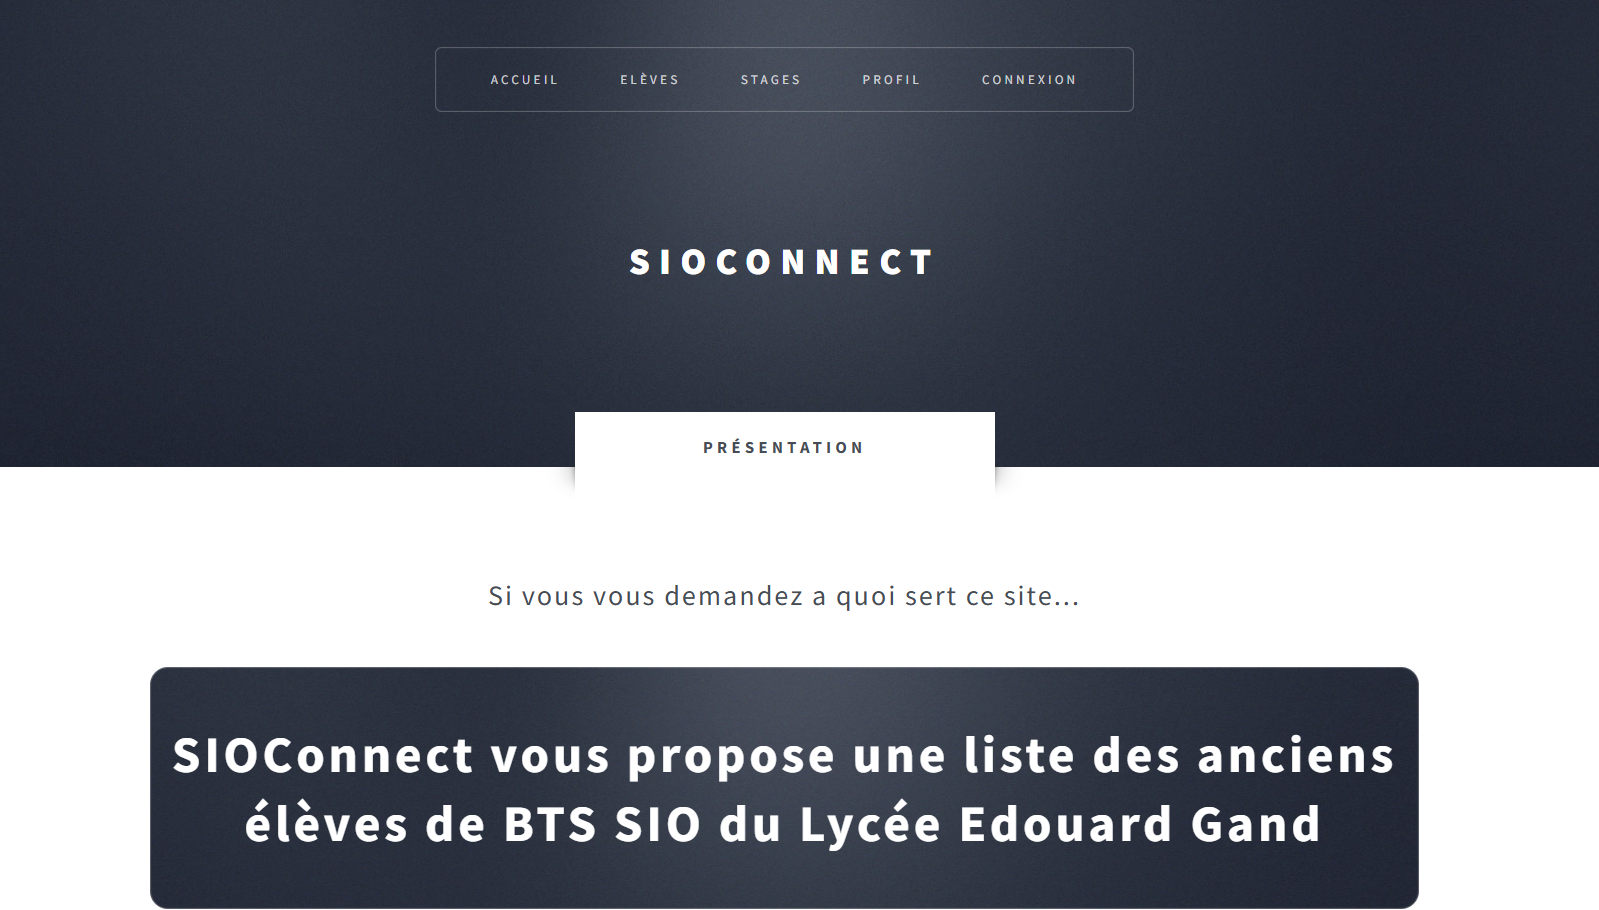 ACCUEIL ELÈVES STAGES PROFIL CONNEXION
SIOCONNECT
PRÉSENTATION
Si vous vous demandez a quoi sert ce site...
SIOConnect vous propose une liste des anciens
élèves de BTS SIO du Lycée Edouard Gand